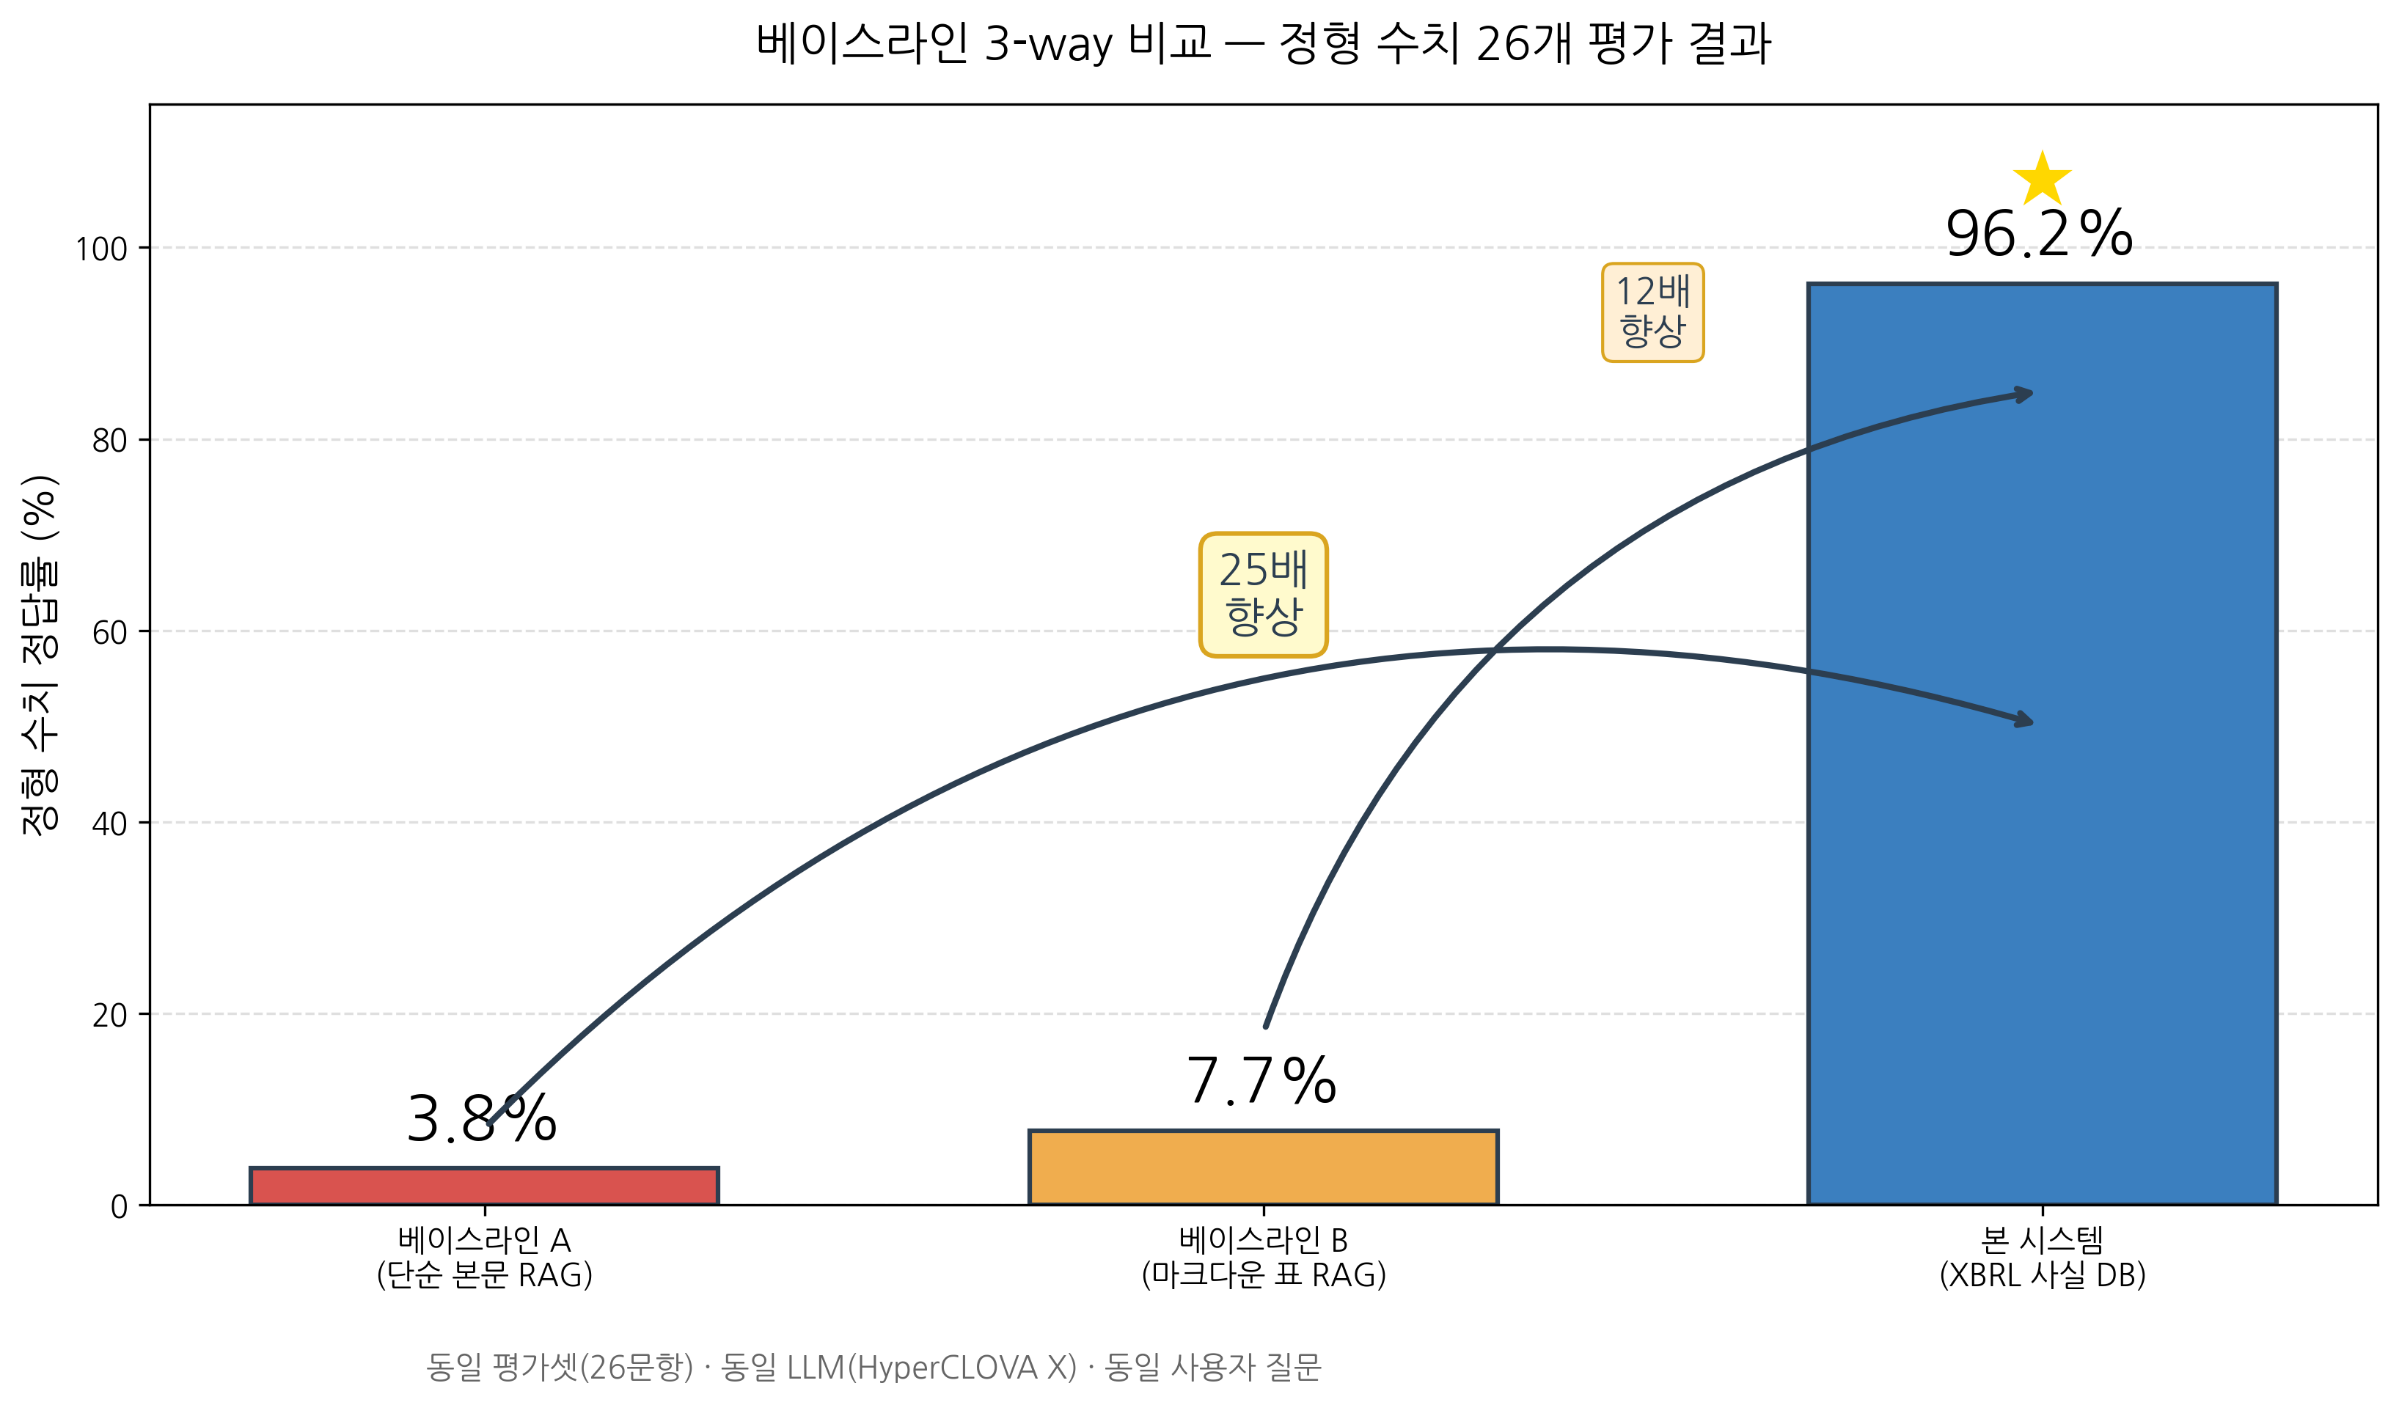 베이스라인 3-way 비교 — 정형 수치 26개 평가 결과
정형 수치 정답률 (%)
100
80
60
40
20
0
96.2%
12배
향상
25배
향상
7.7%
3.8%
베이스라인 A
(단순 본문 RAG)
베이스라인 B
(마크다운 표 RAG)
본 시스템
(XBRL 사실 DB)
동일 평가셋(26문항) · 동일 LLM(HyperCLOVA X) · 동일 사용자 질문